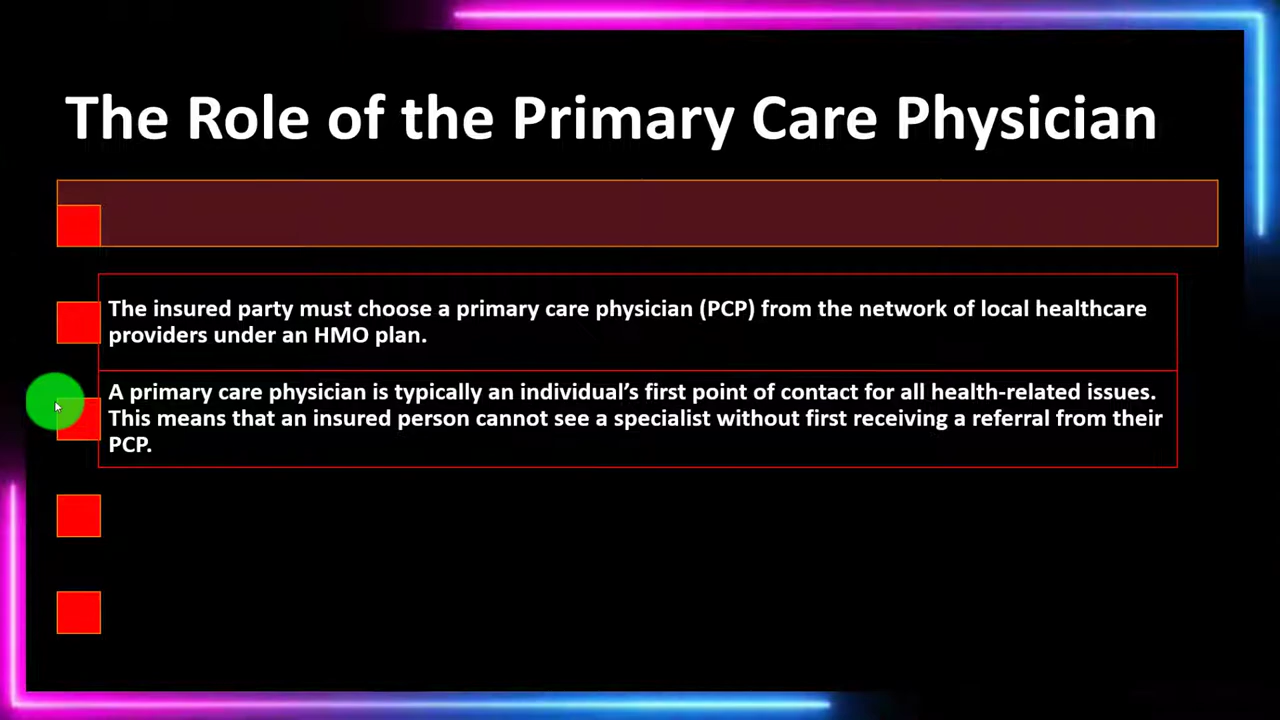 The Role of the Primary Care Physician
The insured party must choose a primary care physician (PCP) from the network of local healthcare
providers under an HMO plan.
A primary care physician is typically an individual’s first point of contact for all health-related issues.
This means that an insured person cannot see a specialist without first receiving a referral from their
PCP.